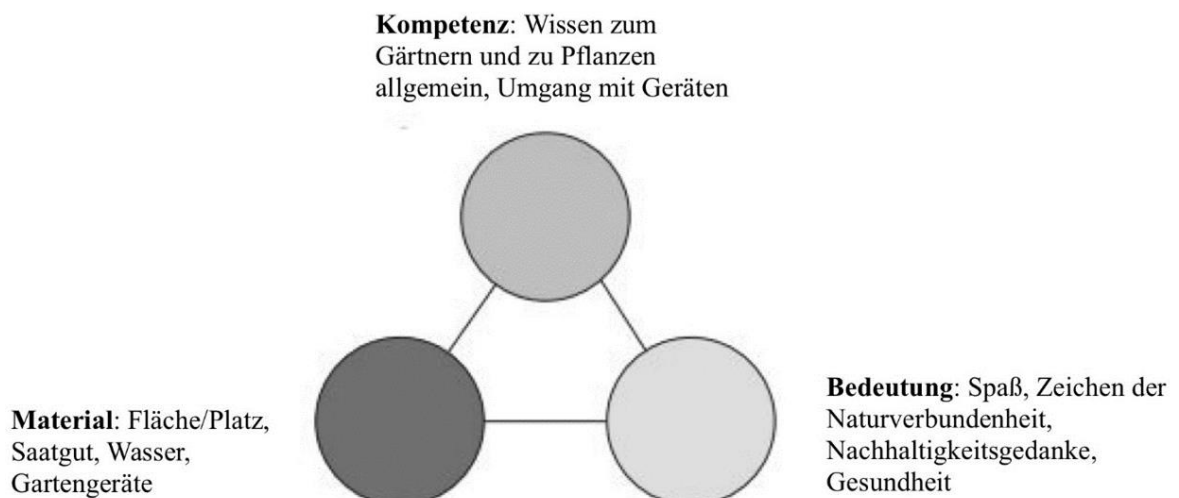 Kompetenz: Wissen zum
Gärtnern und zu Pflanzen
allgemein, Umgang mit Geräten
Material: Fläche/Platz,
Saatgut, Wasser,
Gartengeräte
Bedeutung: Spaß, Zeichen der
Naturverbundenheit,
Nachhaltigkeitsgedanke,
Gesundheit